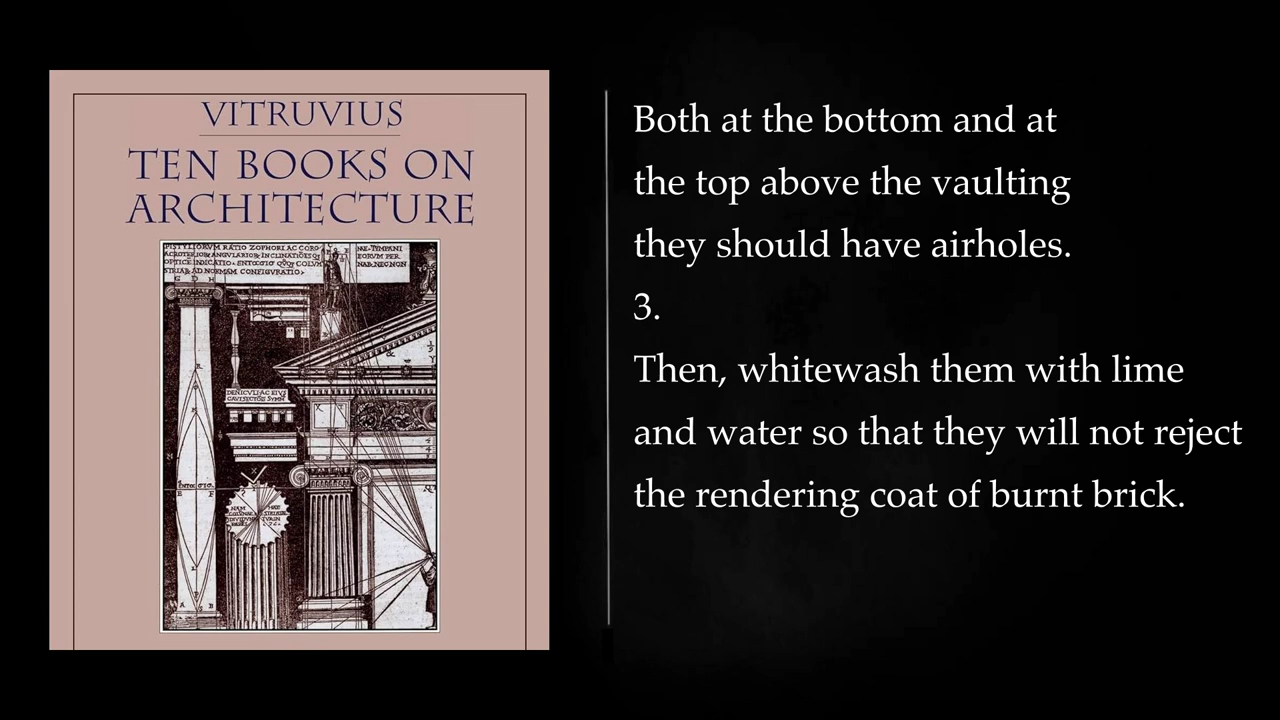 VITRUVIUS
TEN BOOKS ON
ARCHITECTURE
Both at the bottom and at
the top above the vaulting
they should have airholes.
3.
Then, whitewash them with lime
and water so that they will not reject
the rendering coat of burnt brick.